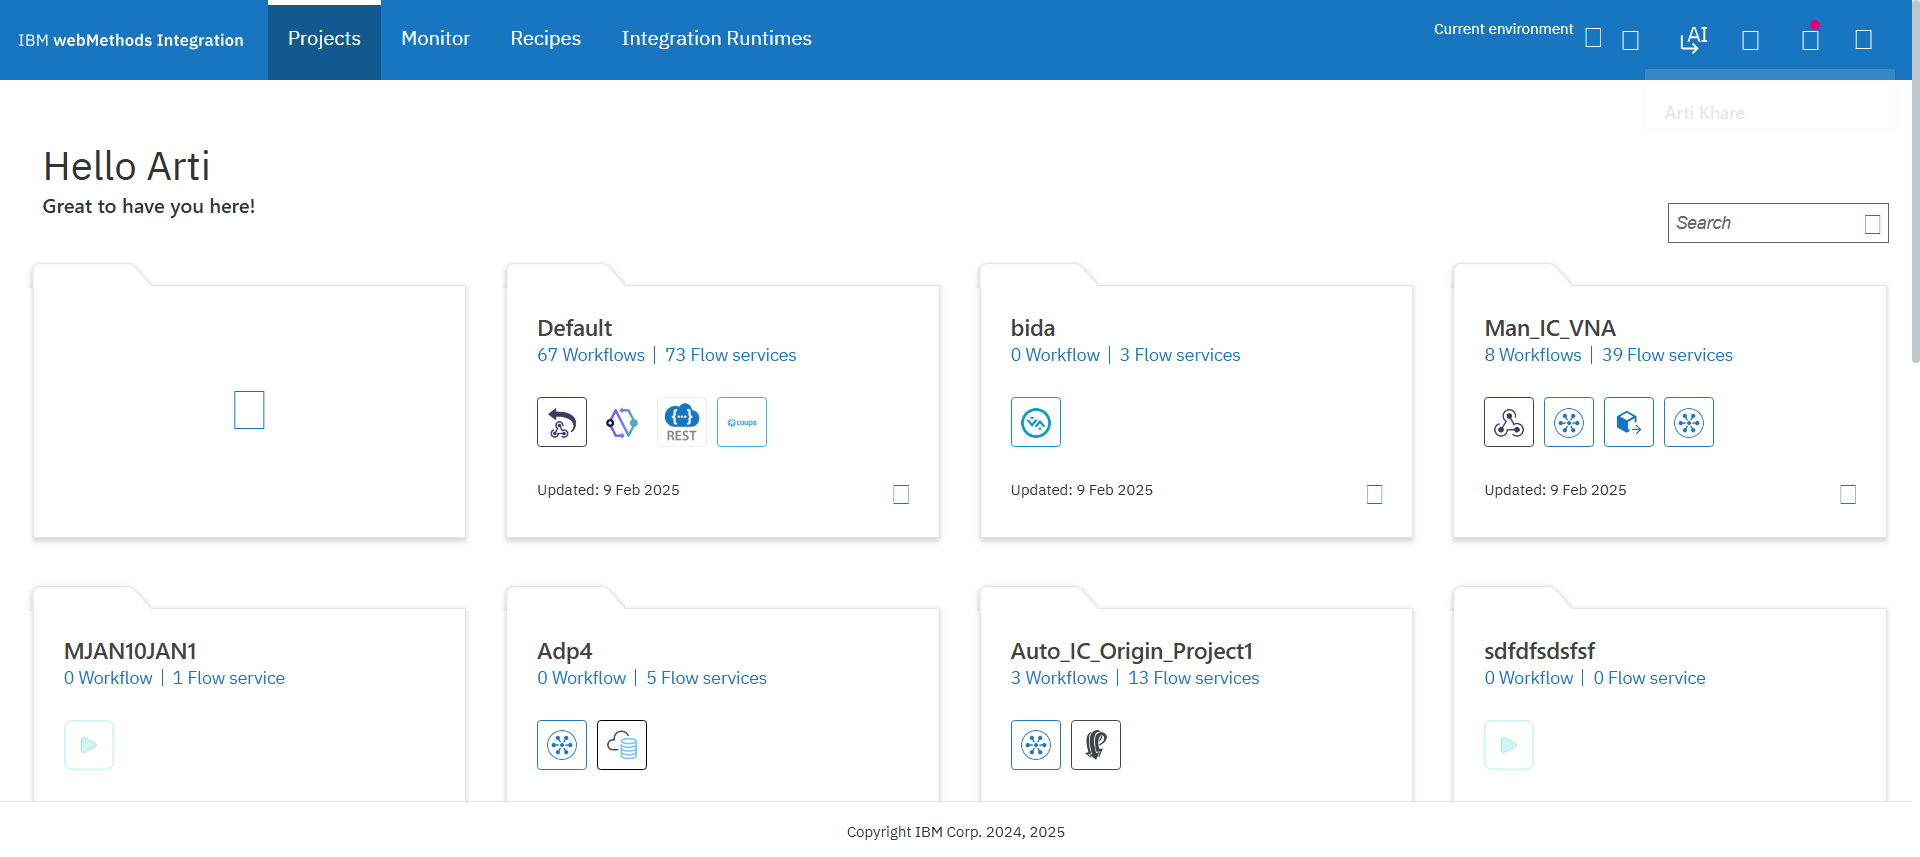 IBM webMethods Integration
Projects
Monitor
Recipes
Integration Runtimes
Current environment
AI
Arti Khare
Hello Arti
Great to have you here!
Search
Default
67 Workflows | 73 Flow services
REST
coupa
Updated: 9 Feb 2025
bida
0 Workflow | 3 Flow services
Updated: 9 Feb 2025
Man_IC_VNA
8 Workflows | 39 Flow services
Updated: 9 Feb 2025
MJAN10JAN1
0 Workflow | 1 Flow service
Adp4
0 Workflow | 5 Flow services
Auto_IC_Origin_Project1
3 Workflows | 13 Flow services
sdfdfsdsfsf
0 Workflow | 0 Flow service
Copyright IBM Corp. 2024, 2025